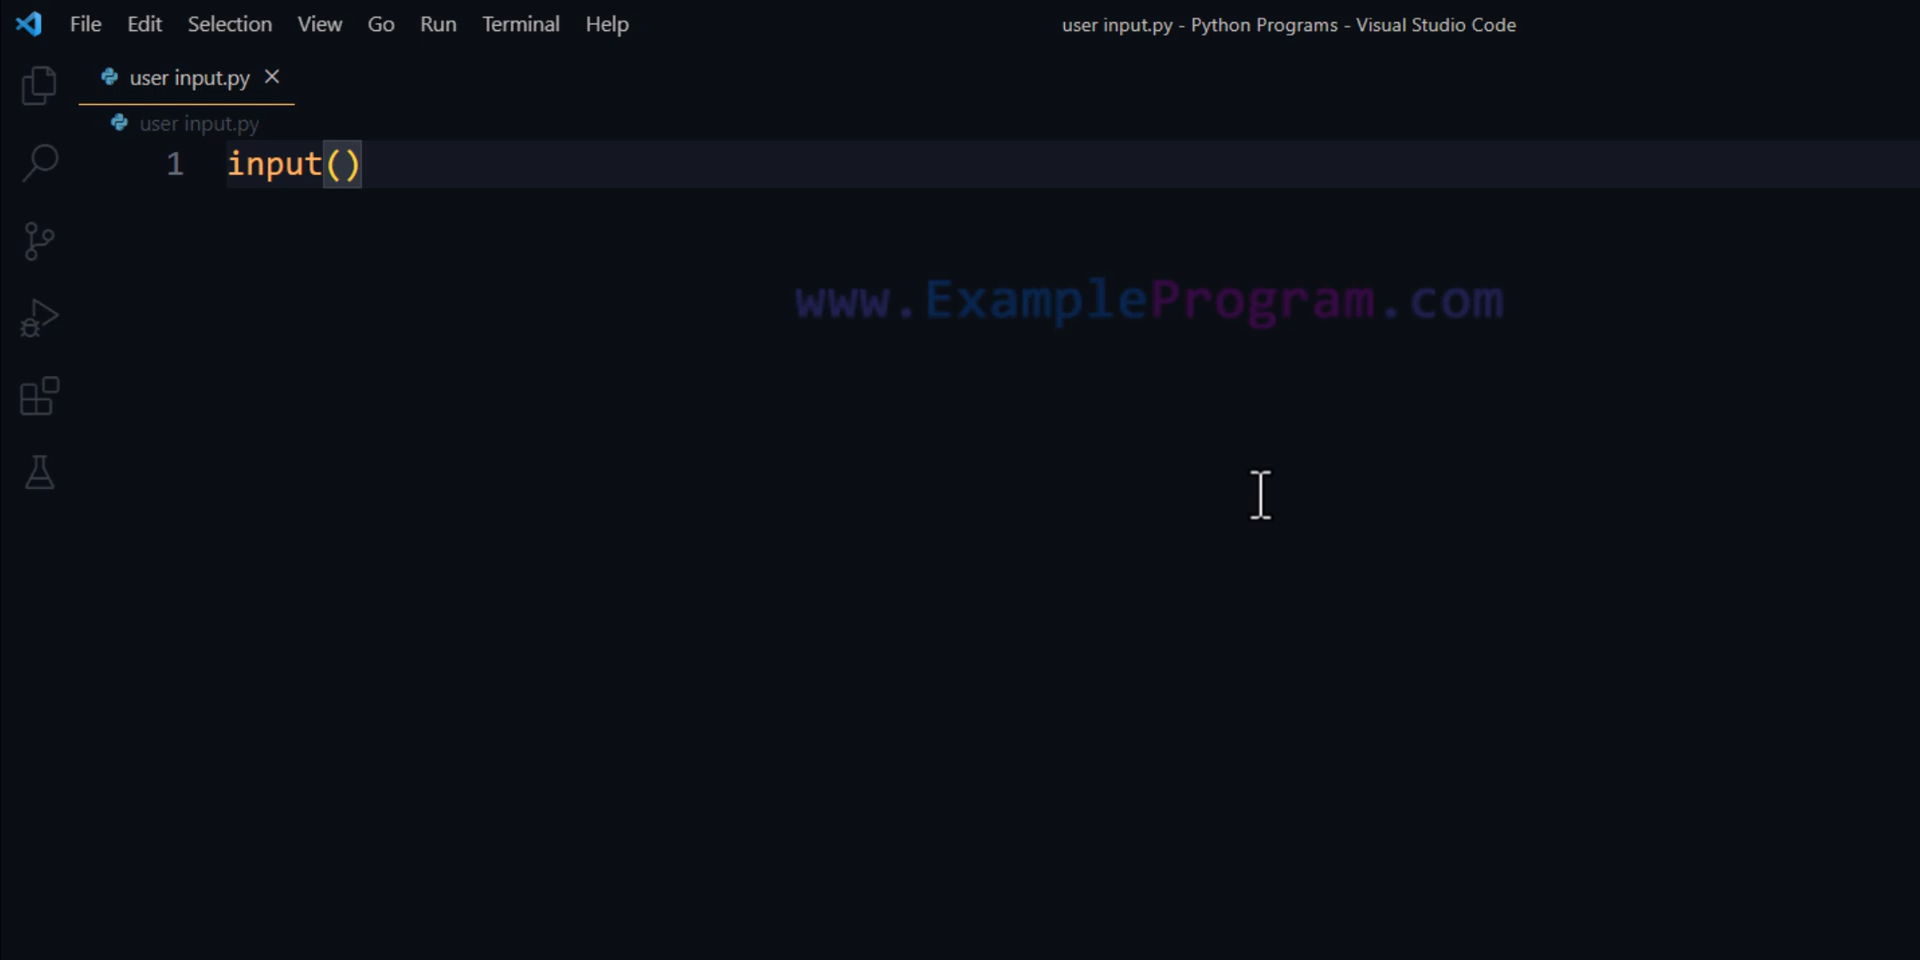 File Edit Selection View Go Run Terminal Help user input.py - Python Programs - Visual Studio Code
user input.py
user input.py
1 input()
www.ExampleProgram.com